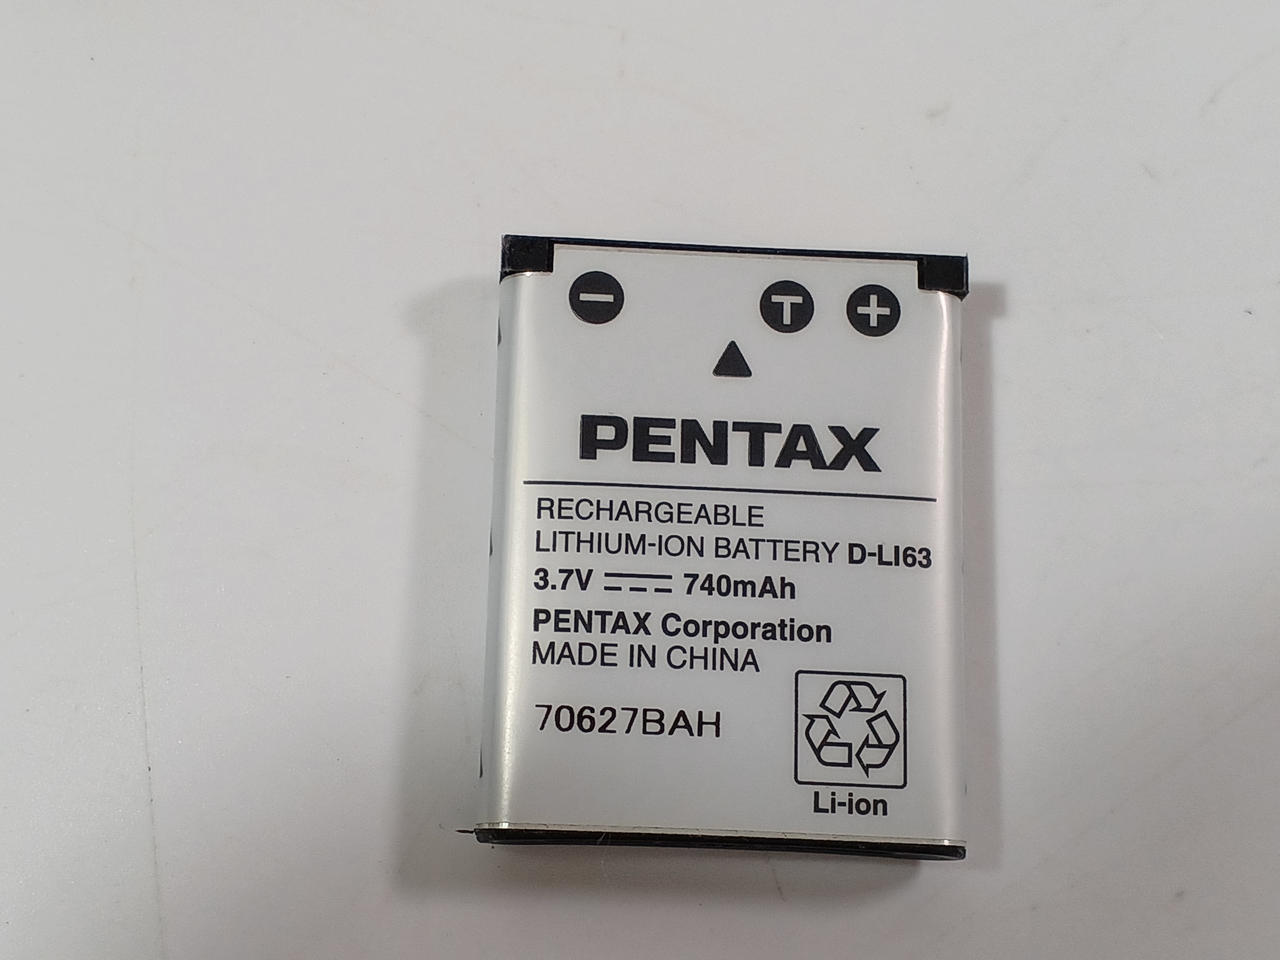 − T +
PENTAX
RECHARGEABLE
LITHIUM-ION BATTERY D-LI63
3.7V ⎓ 740mAh
PENTAX Corporation
MADE IN CHINA
70627BAH
Li-ion